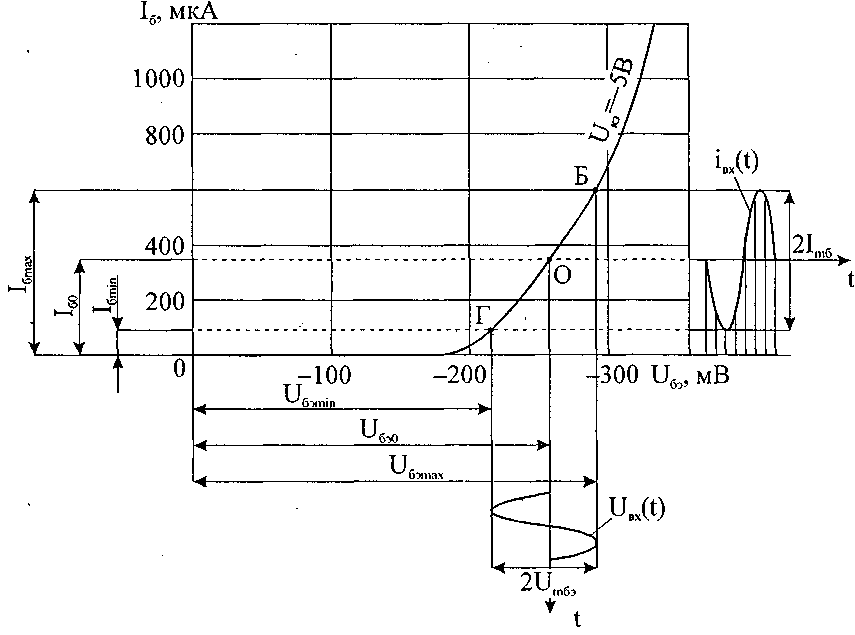 Iб, мкА
1000
800
400
200
0
Uкэ = –5В
Б
О
Г
iвх(t)
2Imб
t
Iбmax
Iб0
Iбmin
–100
–200
–300
Uбэ, мВ
Uбэmin
Uбэ0
Uбэmax
Uвх(t)
2Umбэ
t